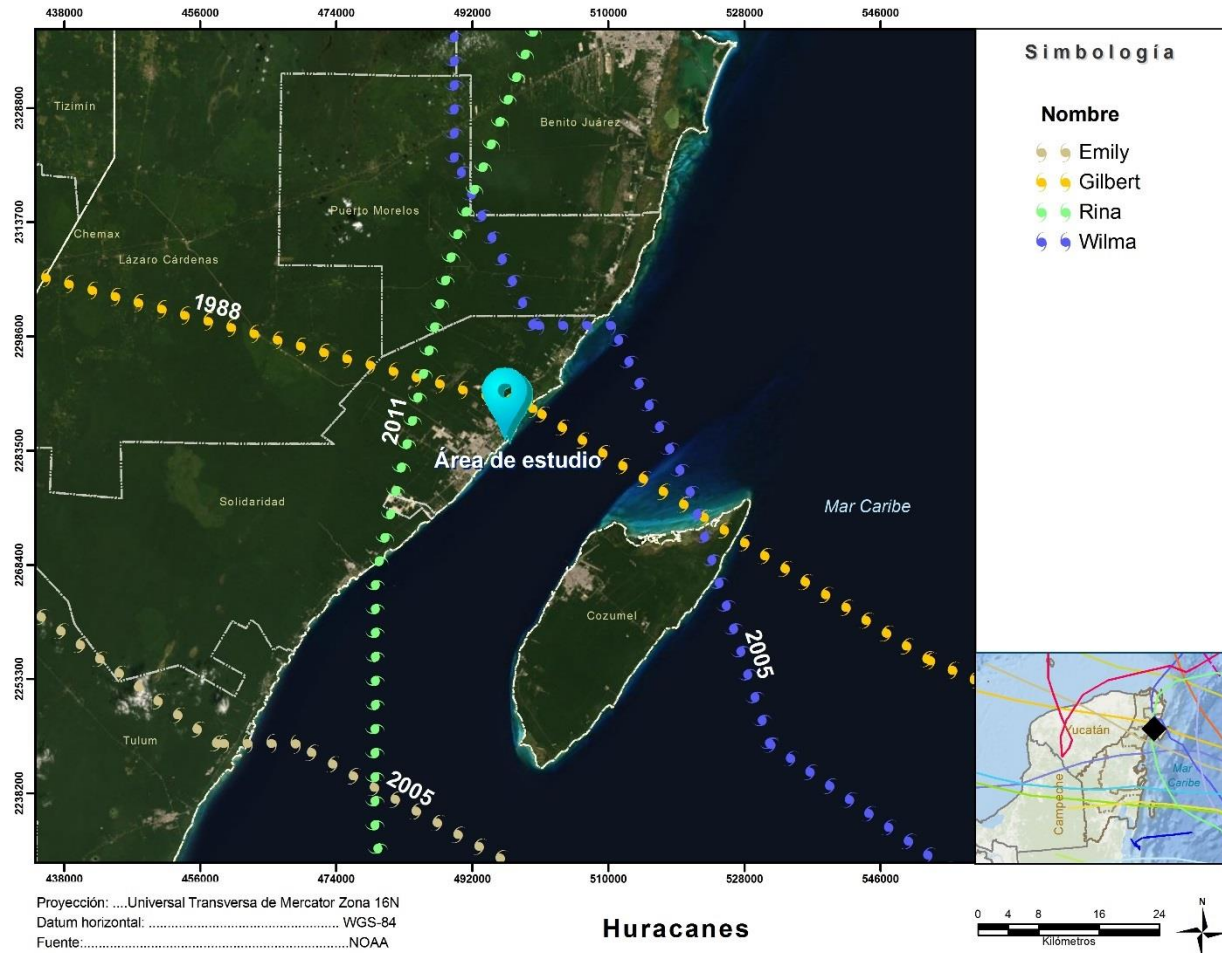 438000 456000 474000 492000 510000 528000 546000
Simbología
Nombre
Emily
Gilbert
Rina
Wilma
2328800
2313700
2298600
2283500
2268400
2253300
2238200
Tizimín
Benito Juárez
Puerto Morelos
Chemax
Lázaro Cárdenas
1988
2011
Área de estudio
Solidaridad
Mar Caribe
Cozumel
2005
Tulum
2005
Yucatán
Mar
Caribe
Campeche
438000 456000 474000 492000 510000 528000 546000
Proyección: ....Universal Transversa de Mercator Zona 16N
Datum horizontal: ........................................ WGS-84
Fuente:.......................................................NOAA
Huracanes
0 4 8 16 24
Kilómetros
N